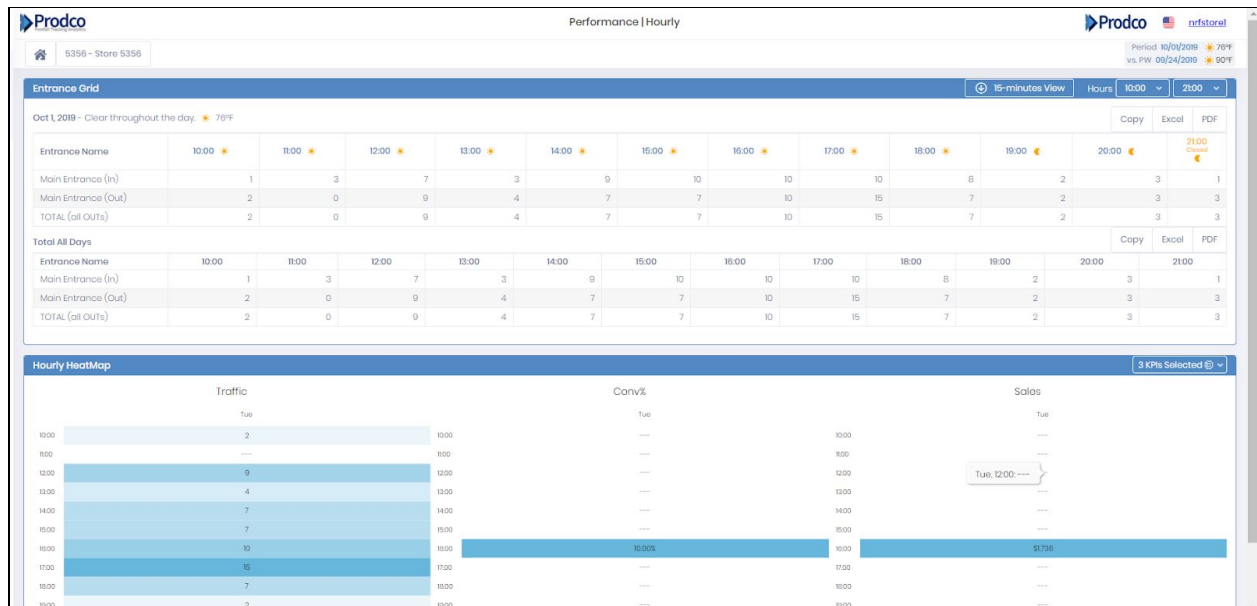 Prodco
Performance | Hourly
Prodco nrfstore1
5356 - Store 5356
Period 10/01/2019 76°F
vs. PW 09/24/2019 90°F
Entrance Grid 15-minutes View Hours 10:00 21:00
Oct 1, 2019 - Clear throughout the day. 76°F Copy Excel PDF
Entrance Name 10:00 11:00 12:00 13:00 14:00 15:00 16:00 17:00 18:00 19:00 20:00 21:00 Closed
Main Entrance (In) 1 3 7 3 9 10 10 10 8 2 3 1
Main Entrance (Out) 2 0 9 4 7 7 10 15 7 2 3 3
TOTAL (all OUTs) 2 0 9 4 7 7 10 15 7 2 3 3
Total All Days Copy Excel PDF
Entrance Name 10:00 11:00 12:00 13:00 14:00 15:00 16:00 17:00 18:00 19:00 20:00 21:00
Main Entrance (In) 1 3 7 3 9 10 10 10 8 2 3 1
Main Entrance (Out) 2 0 9 4 7 7 10 15 7 2 3 3
TOTAL (all OUTs) 2 0 9 4 7 7 10 15 7 2 3 3
Hourly HeatMap 3 KPIs Selected
Traffic Conv% Sales
Tue Tue Tue
10:00 2 10:00 --- 10:00 ---
11:00 --- 11:00 --- 11:00 ---
12:00 9 12:00 --- 12:00 Tue, 12:00: ---
13:00 4 13:00 --- 13:00 ---
14:00 7 14:00 --- 14:00 ---
15:00 7 15:00 --- 15:00 ---
16:00 10 16:00 10.00% 16:00 $1,736
17:00 15 17:00 --- 17:00 ---
18:00 7 18:00 --- 18:00 ---
19:00 2 19:00 --- 19:00 ---